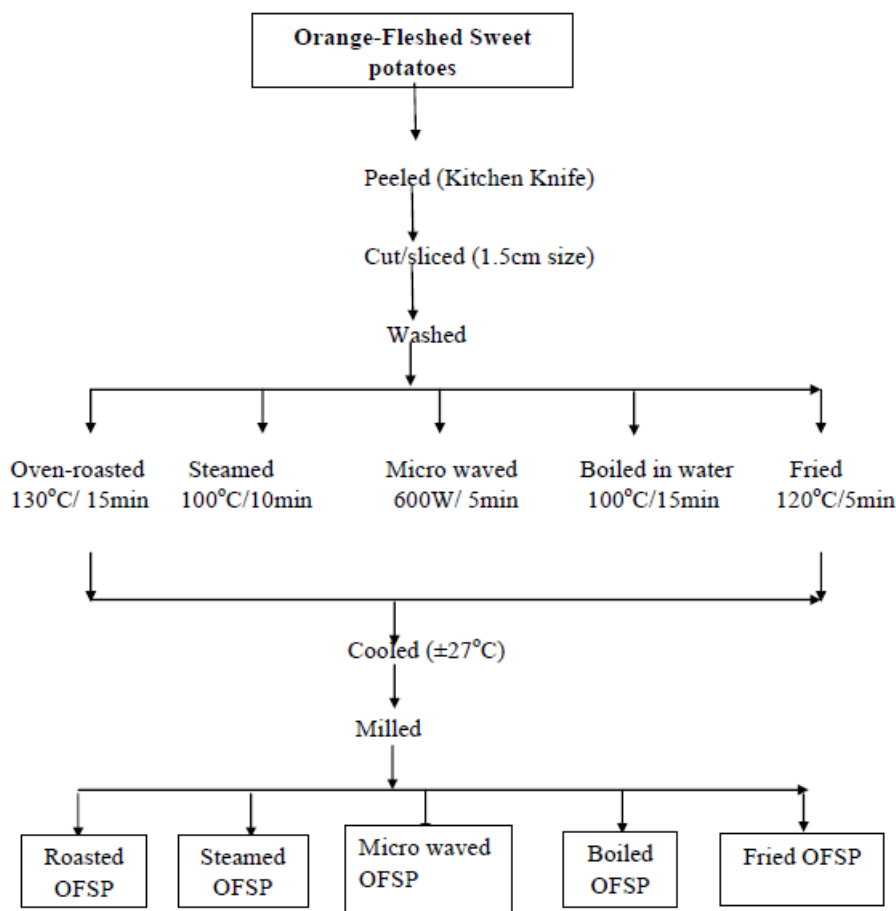 Orange-Fleshed Sweet
potatoes
Peeled (Kitchen Knife)
Cut/sliced (1.5cm size)
Washed
Oven-roasted
130°C/ 15min
Steamed
100°C/10min
Micro waved
600W/ 5min
Boiled in water
100°C/15min
Fried
120°C/5min
Cooled (±27°C)
Milled
Roasted
OFSP
Steamed
OFSP
Micro waved
OFSP
Boiled
OFSP
Fried OFSP